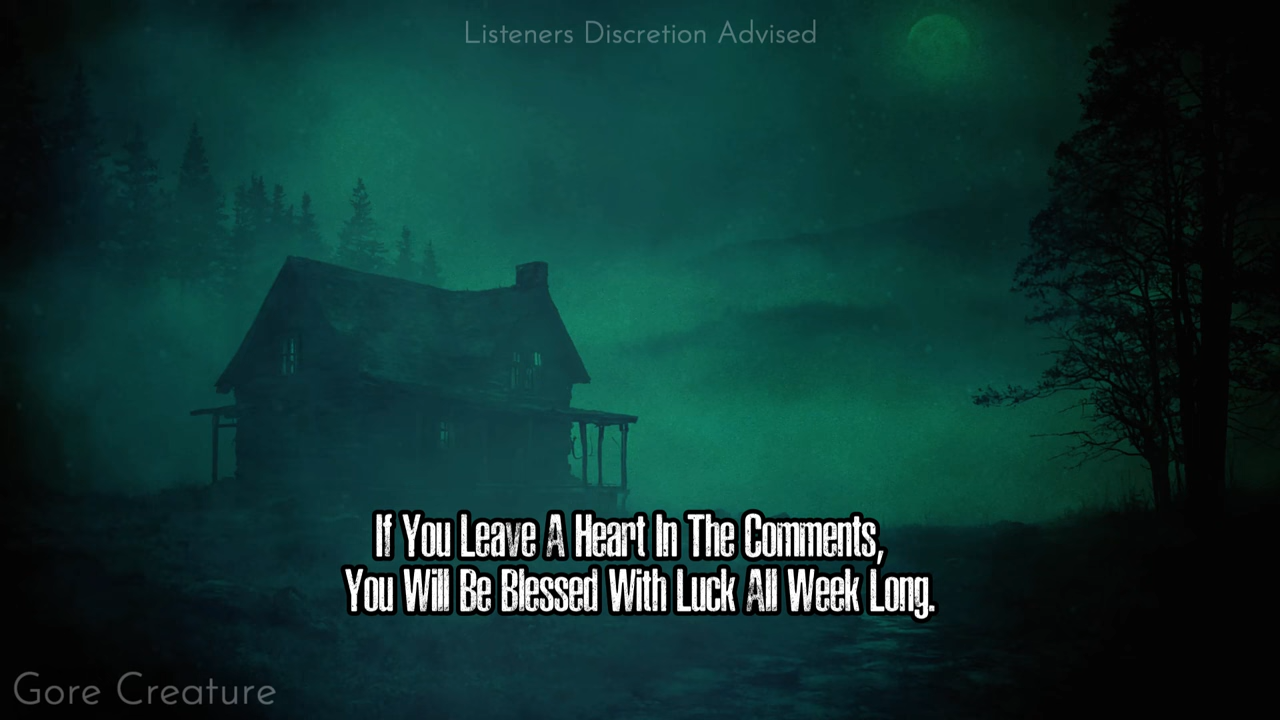 Listeners Discretion Advised
If You Leave A Heart In The Comments,
You Will Be Blessed With Luck All Week Long.
Gore Creature